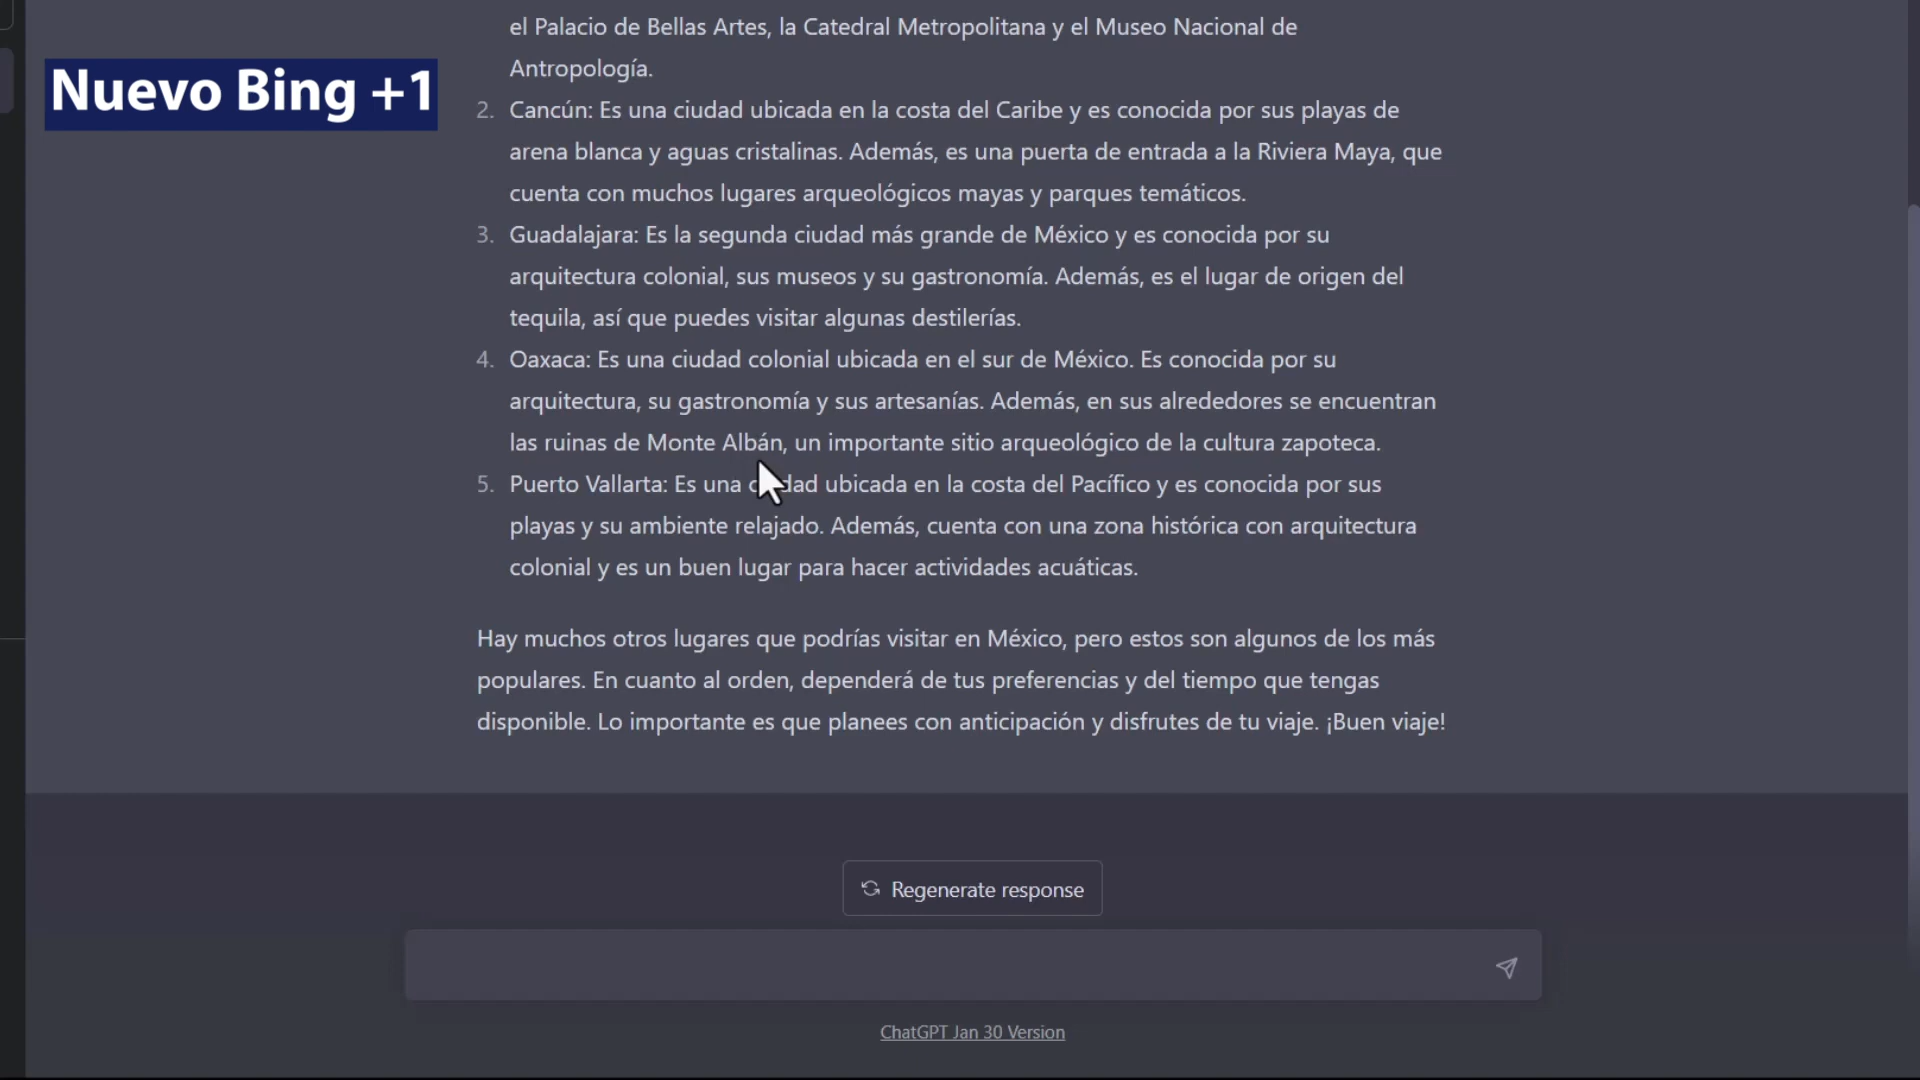 el Palacio de Bellas Artes, la Catedral Metropolitana y el Museo Nacional de
Antropología.
Nuevo Bing +1
2. Cancún: Es una ciudad ubicada en la costa del Caribe y es conocida por sus playas de
arena blanca y aguas cristalinas. Además, es una puerta de entrada a la Riviera Maya, que
cuenta con muchos lugares arqueológicos mayas y parques temáticos.
3. Guadalajara: Es la segunda ciudad más grande de México y es conocida por su
arquitectura colonial, sus museos y su gastronomía. Además, es el lugar de origen del
tequila, así que puedes visitar algunas destilerías.
4. Oaxaca: Es una ciudad colonial ubicada en el sur de México. Es conocida por su
arquitectura, su gastronomía y sus artesanías. Además, en sus alrededores se encuentran
las ruinas de Monte Albán, un importante sitio arqueológico de la cultura zapoteca.
5. Puerto Vallarta: Es una ciudad ubicada en la costa del Pacífico y es conocida por sus
playas y su ambiente relajado. Además, cuenta con una zona histórica con arquitectura
colonial y es un buen lugar para hacer actividades acuáticas.
Hay muchos otros lugares que podrías visitar en México, pero estos son algunos de los más
populares. En cuanto al orden, dependerá de tus preferencias y del tiempo que tengas
disponible. Lo importante es que planees con anticipación y disfrutes de tu viaje. ¡Buen viaje!
Regenerate response
ChatGPT Jan 30 Version